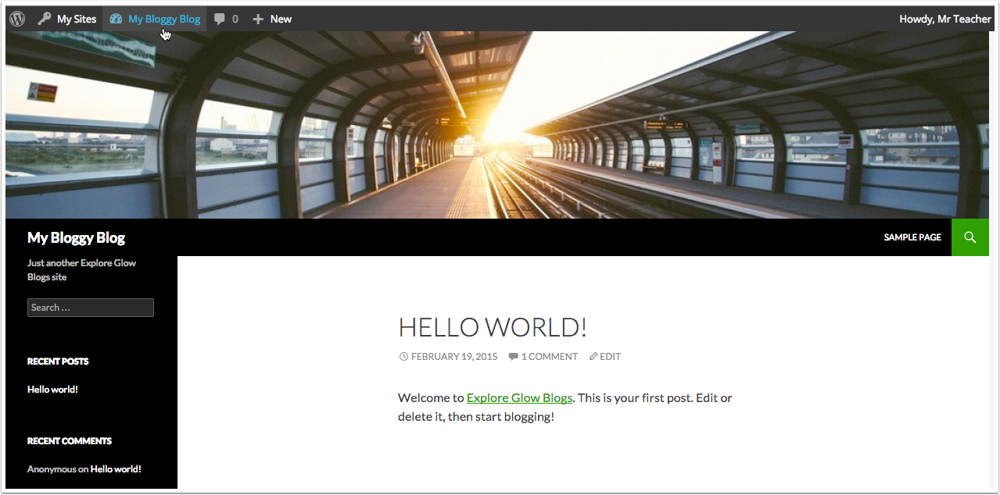 My Sites
My Bloggy Blog
0
New
Howdy, Mr Teacher
My Bloggy Blog
SAMPLE PAGE
Just another Explore Glow
Blogs site
Search …
HELLO WORLD!
FEBRUARY 19, 2015
1 COMMENT
EDIT
Welcome to Explore Glow Blogs. This is your first post. Edit or
delete it, then start blogging!
RECENT POSTS
Hello world!
RECENT COMMENTS
Anonymous on Hello world!